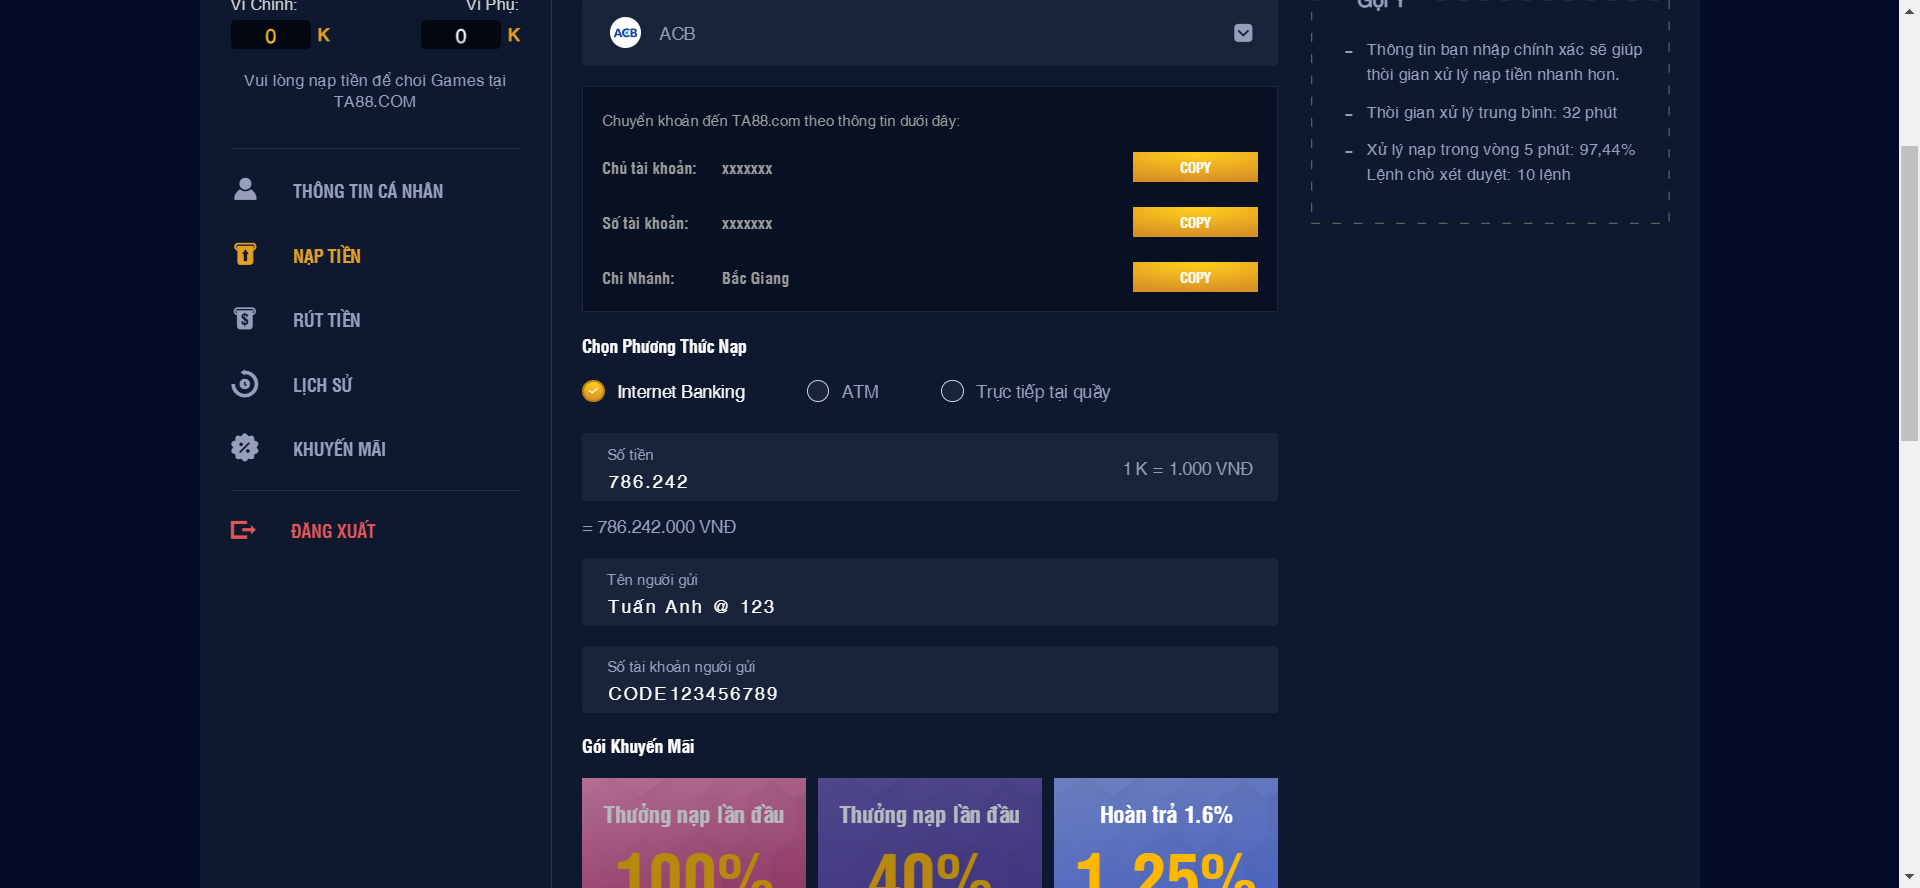 Ví Chính:
Ví Phụ:
0 K
0 K
Vui lòng nạp tiền để chơi Games tại
TA88.COM
THÔNG TIN CÁ NHÂN
NẠP TIỀN
RÚT TIỀN
LỊCH SỬ
KHUYẾN MÃI
ĐĂNG XUẤT
ACB ACB
Chuyển khoản đến TA88.com theo thông tin dưới đây:
Chủ tài khoản: xxxxxxx COPY
Số tài khoản: xxxxxxx COPY
Chi Nhánh: Bắc Giang COPY
Chọn Phương Thức Nạp
Internet Banking ATM Trực tiếp tại quầy
Số tiền
786.242
1 K = 1.000 VNĐ
= 786.242.000 VNĐ
Tên người gửi
Tuấn Anh @ 123
Số tài khoản người gửi
CODE123456789
Gói Khuyến Mãi
Thưởng nạp lần đầu
100%
Thưởng nạp lần đầu
40%
Hoàn trả 1.6%
1.25%
Gợi Ý
- Thông tin bạn nhập chính xác sẽ giúp
thời gian xử lý nạp tiền nhanh hơn.
- Thời gian xử lý trung bình: 32 phút
- Xử lý nạp trong vòng 5 phút: 97,44%
Lệnh chờ xét duyệt: 10 lệnh